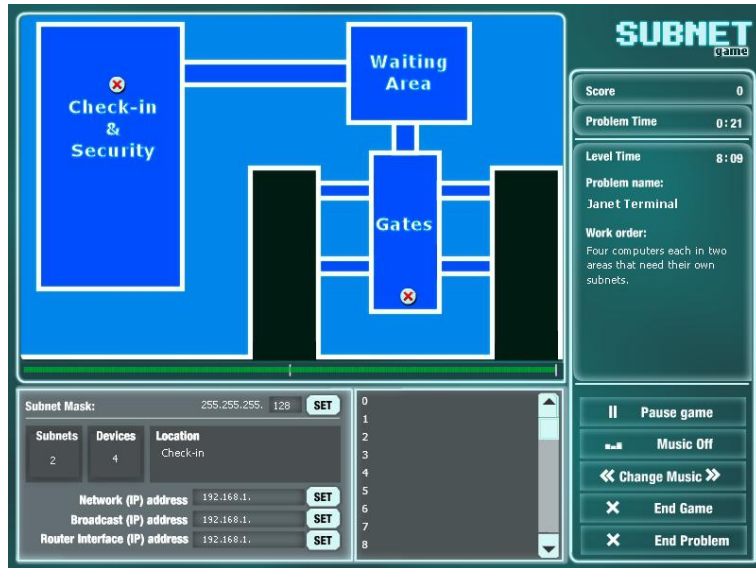 SUBNET
game
Waiting
Area
Check-in
&
Security
Gates
Score 0
Problem Time 0:21
Level Time 8:09
Problem name:
Janet Terminal
Work order:
Four computers each in two
areas that need their own
subnets.
Subnet Mask: 255.255.255. 128 SET
Subnets Devices Location
2 4 Check-in
Network (IP) address 192.168.1. SET
Broadcast (IP) address 192.168.1. SET
Router Interface (IP) address 192.168.1. SET
0
1
2
3
4
5
6
7
8
Pause game
Music Off
Change Music
End Game
End Problem